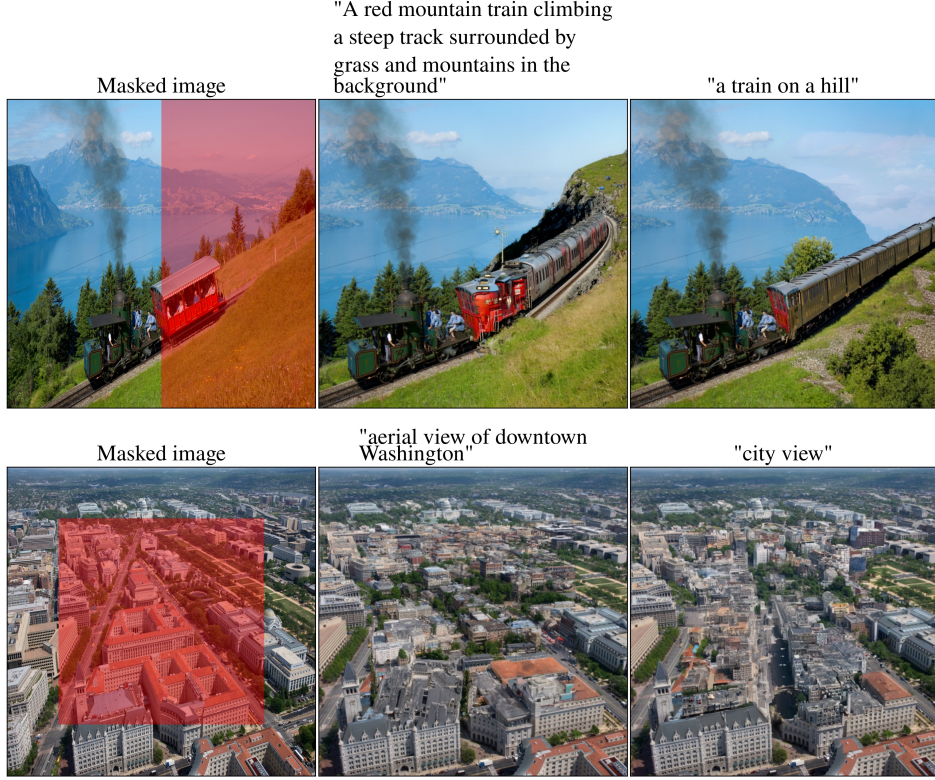 "A red mountain train climbing
a steep track surrounded by
grass and mountains in the
background"
Masked image
"a train on a hill"
"aerial view of downtown
Washington"
Masked image
"city view"